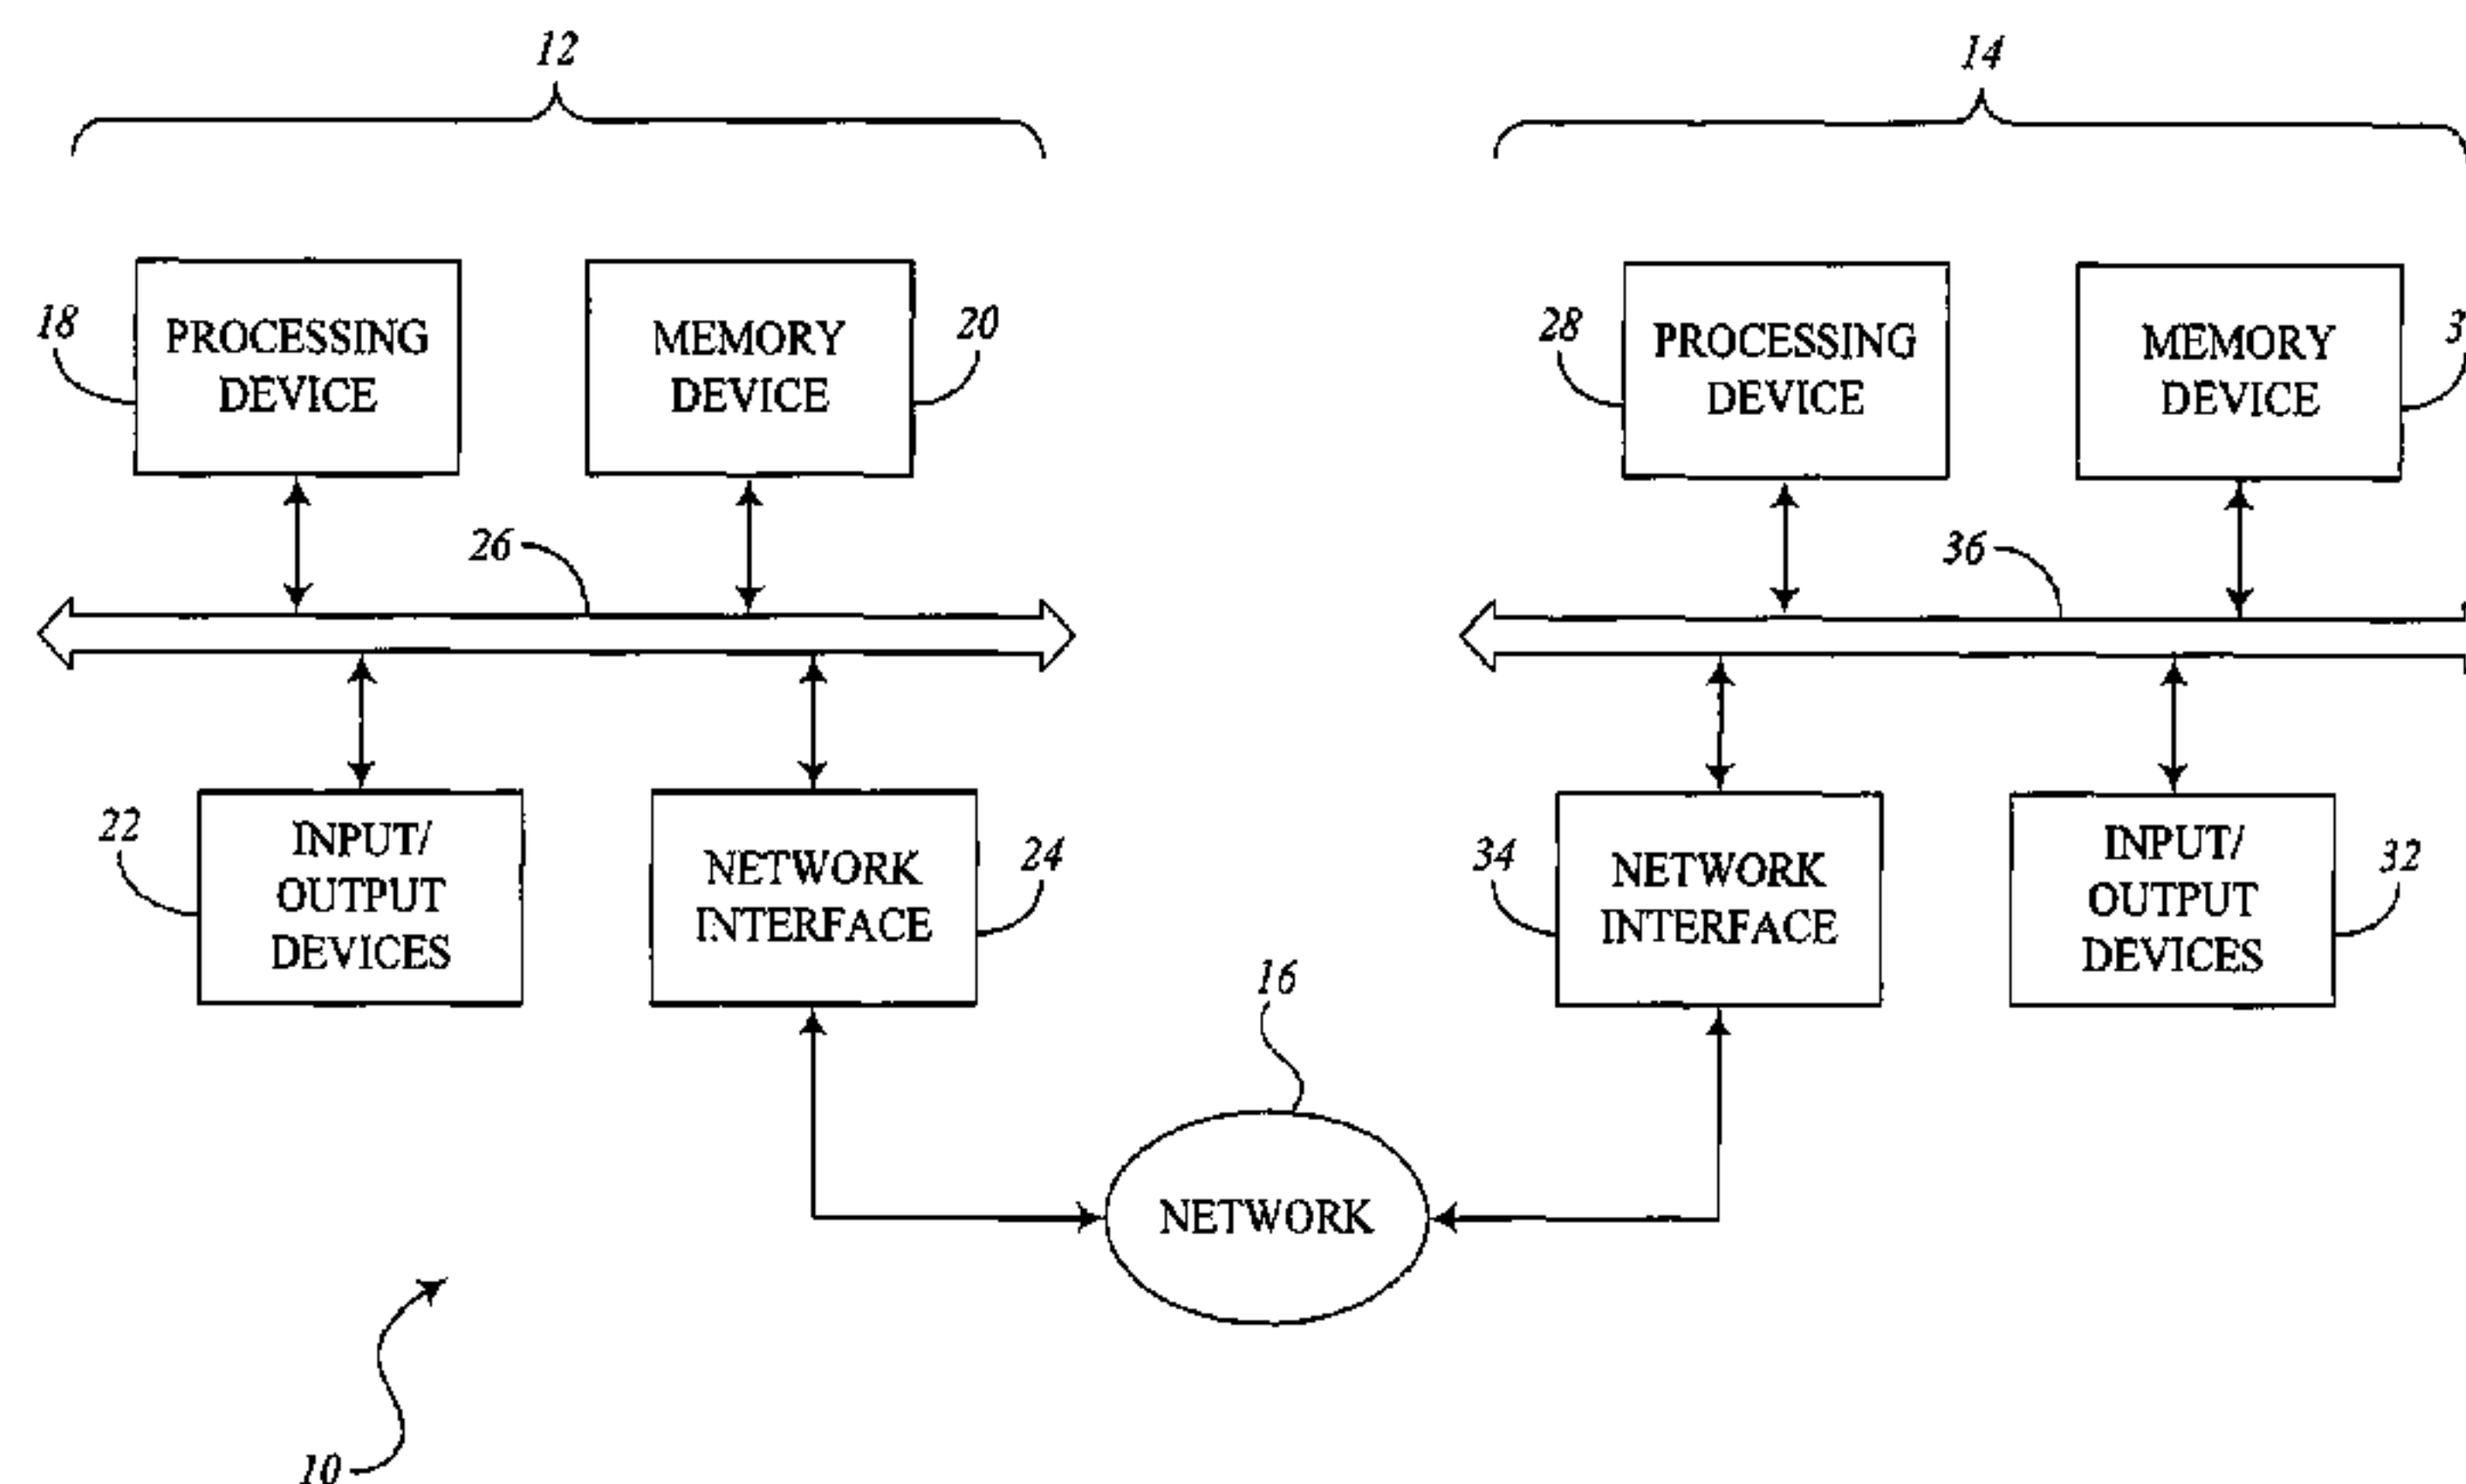 12
14
18
PROCESSING
DEVICE
MEMORY
DEVICE
20
28
PROCESSING
DEVICE
MEMORY
DEVICE
26
36
22
INPUT/
OUTPUT
DEVICES
NETWORK
INTERFACE
24
34
NETWORK
INTERFACE
INPUT/
OUTPUT
DEVICES
32
16
NETWORK
10